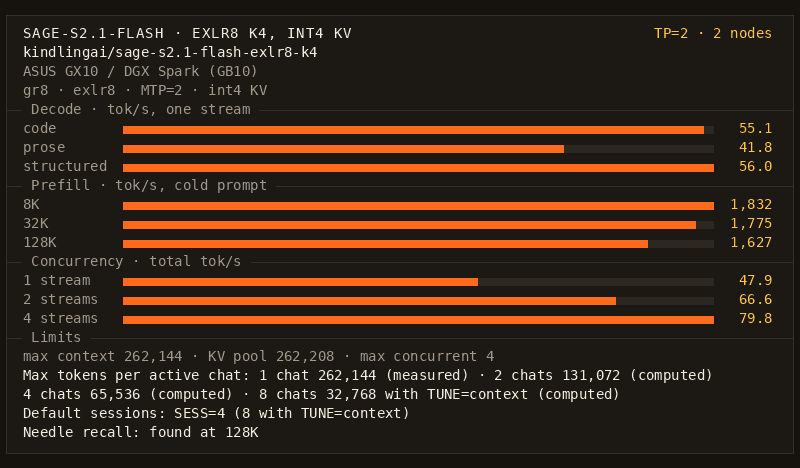 SAGE-S2.1-FLASH · EXLR8 K4, INT4 KV TP=2 · 2 nodes
kindlingai/sage-s2.1-flash-exlr8-k4
ASUS GX10 / DGX Spark (GB10)
gr8 · exlr8 · MTP=2 · int4 KV
Decode · tok/s, one stream
code 55.1
prose 41.8
structured 56.0
Prefill · tok/s, cold prompt
8K 1,832
32K 1,775
128K 1,627
Concurrency · total tok/s
1 stream 47.9
2 streams 66.6
4 streams 79.8
Limits
max context 262,144 · KV pool 262,208 · max concurrent 4
Max tokens per active chat: 1 chat 262,144 (measured) · 2 chats 131,072 (computed)
4 chats 65,536 (computed) · 8 chats 32,768 with TUNE=context (computed)
Default sessions: SESS=4 (8 with TUNE=context)
Needle recall: found at 128K